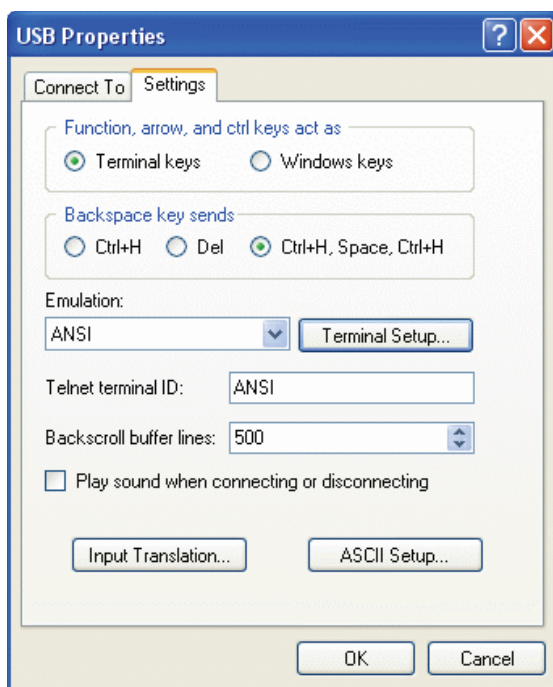 USB Properties
Connect To Settings
Function, arrow, and ctrl keys act as
Terminal keys Windows keys
Backspace key sends
Ctrl+H Del Ctrl+H, Space, Ctrl+H
Emulation:
ANSI Terminal Setup...
Telnet terminal ID: ANSI
Backscroll buffer lines: 500
Play sound when connecting or disconnecting
Input Translation... ASCII Setup...
OK Cancel